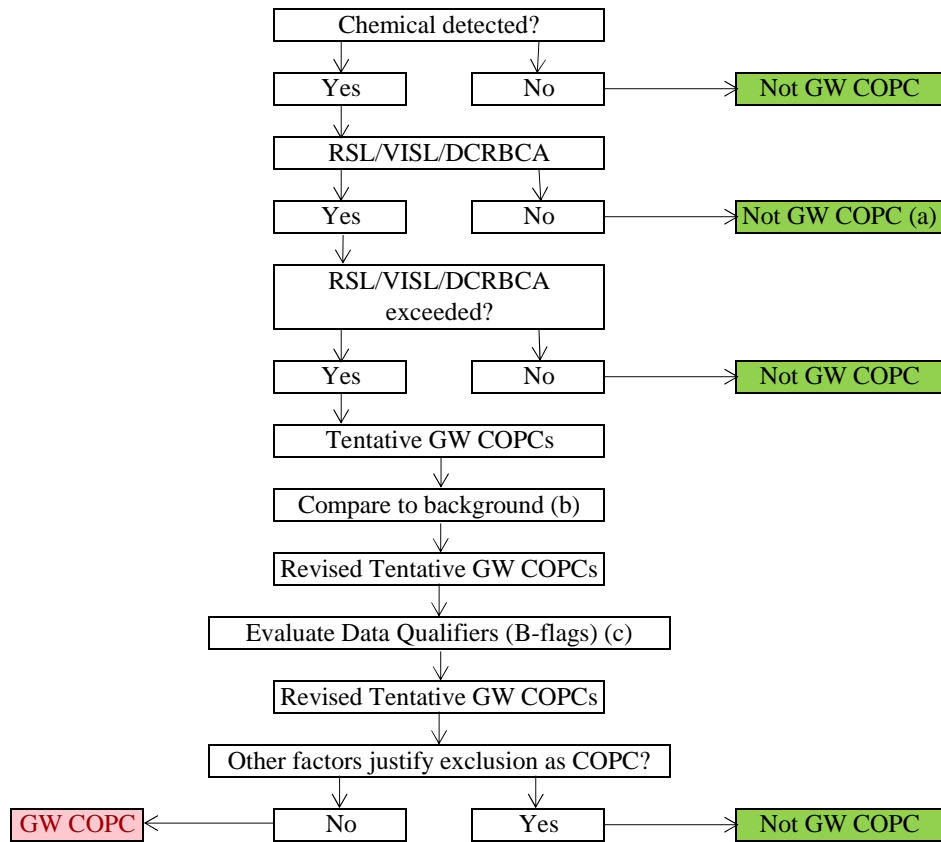 Chemical detected?
Yes
No
Not GW COPC
RSL/VISL/DCRBCA
Yes
No
Not GW COPC (a)
RSL/VISL/DCRBCA
exceeded?
Yes
No
Not GW COPC
Tentative GW COPCs
Compare to background (b)
Revised Tentative GW COPCs
Evaluate Data Qualifiers (B-flags) (c)
Revised Tentative GW COPCs
Other factors justify exclusion as COPC?
GW COPC
No
Yes
Not GW COPC